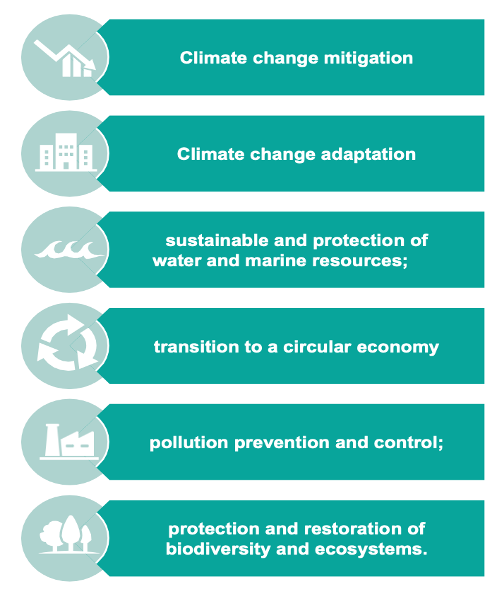 Climate change mitigation
Climate change adaptation
sustainable and protection of
water and marine resources;
transition to a circular economy
pollution prevention and control;
protection and restoration of
biodiversity and ecosystems.